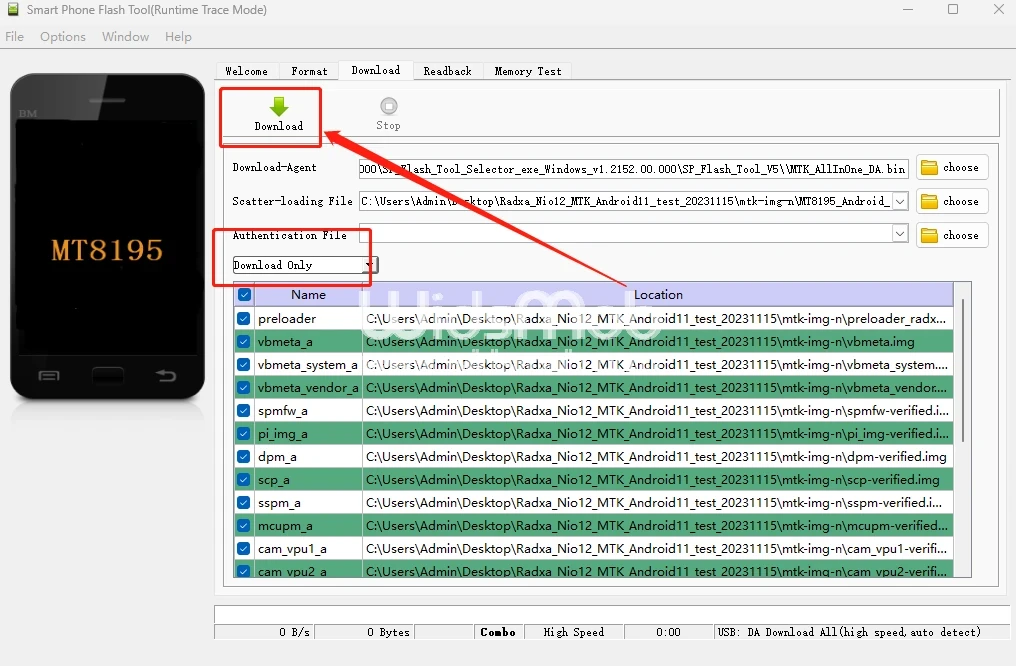 Smart Phone Flash Tool(Runtime Trace Mode)
File Options Window Help
Welcome Format Download Readback Memory Test
BM
Download Stop
Download-Agent 000\SP_Flash_Tool_Selector_exe_Windows_v1.2152.00.000\SP_Flash_Tool_V5\\MTK_AllInOne_DA.bin choose
Scatter-loading File C:\Users\Admin\Desktop\Radxa_Nio12_MTK_Android11_test_20231115\mtk-img-n\MT8195_Android_ choose
Authentication File choose
MT8195
Download Only
Name Location
WidsMob
preloader C:\Users\Admin\Desktop\Radxa_Nio12_MTK_Android11_test_20231115\mtk-img-n\preloader_radx...
vbmeta_a C:\Users\Admin\Desktop\Radxa_Nio12_MTK_Android11_test_20231115\mtk-img-n\vbmeta.img
vbmeta_system_a C:\Users\Admin\Desktop\Radxa_Nio12_MTK_Android11_test_20231115\mtk-img-n\vbmeta_system....
vbmeta_vendor_a C:\Users\Admin\Desktop\Radxa_Nio12_MTK_Android11_test_20231115\mtk-img-n\vbmeta_vendor....
spmfw_a C:\Users\Admin\Desktop\Radxa_Nio12_MTK_Android11_test_20231115\mtk-img-n\spmfw-verified.i...
pi_img_a C:\Users\Admin\Desktop\Radxa_Nio12_MTK_Android11_test_20231115\mtk-img-n\pi_img-verified.i...
dpm_a C:\Users\Admin\Desktop\Radxa_Nio12_MTK_Android11_test_20231115\mtk-img-n\dpm-verified.img
scp_a C:\Users\Admin\Desktop\Radxa_Nio12_MTK_Android11_test_20231115\mtk-img-n\scp-verified.img
sspm_a C:\Users\Admin\Desktop\Radxa_Nio12_MTK_Android11_test_20231115\mtk-img-n\sspm-verified.i...
mcupm_a C:\Users\Admin\Desktop\Radxa_Nio12_MTK_Android11_test_20231115\mtk-img-n\mcupm-verified...
cam_vpu1_a C:\Users\Admin\Desktop\Radxa_Nio12_MTK_Android11_test_20231115\mtk-img-n\cam_vpu1-verifi...
cam_vpu2_a C:\Users\Admin\Desktop\Radxa_Nio12_MTK_Android11_test_20231115\mtk-img-n\cam_vpu2-verifi...
0 B/s 0 Bytes Combo High Speed 0:00 USB: DA Download All(high speed,auto detect)